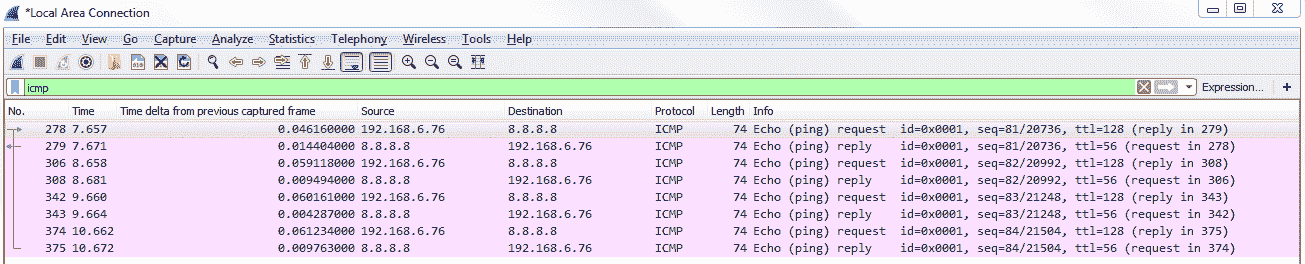 *Local Area Connection
File Edit View Go Capture Analyze Statistics Telephony Wireless Tools Help
icmp Expression... +
No. Time Time delta from previous captured frame Source Destination Protocol Length Info
278 7.657 0.046160000 192.168.6.76 8.8.8.8 ICMP 74 Echo (ping) request id=0x0001, seq=81/20736, ttl=128 (reply in 279)
279 7.671 0.014404000 8.8.8.8 192.168.6.76 ICMP 74 Echo (ping) reply id=0x0001, seq=81/20736, ttl=56 (request in 278)
306 8.658 0.059118000 192.168.6.76 8.8.8.8 ICMP 74 Echo (ping) request id=0x0001, seq=82/20992, ttl=128 (reply in 308)
308 8.681 0.009494000 8.8.8.8 192.168.6.76 ICMP 74 Echo (ping) reply id=0x0001, seq=82/20992, ttl=56 (request in 306)
342 9.660 0.060161000 192.168.6.76 8.8.8.8 ICMP 74 Echo (ping) request id=0x0001, seq=83/21248, ttl=128 (reply in 343)
343 9.664 0.004287000 8.8.8.8 192.168.6.76 ICMP 74 Echo (ping) reply id=0x0001, seq=83/21248, ttl=56 (request in 342)
374 10.662 0.061234000 192.168.6.76 8.8.8.8 ICMP 74 Echo (ping) request id=0x0001, seq=84/21504, ttl=128 (reply in 375)
375 10.672 0.009763000 8.8.8.8 192.168.6.76 ICMP 74 Echo (ping) reply id=0x0001, seq=84/21504, ttl=56 (request in 374)